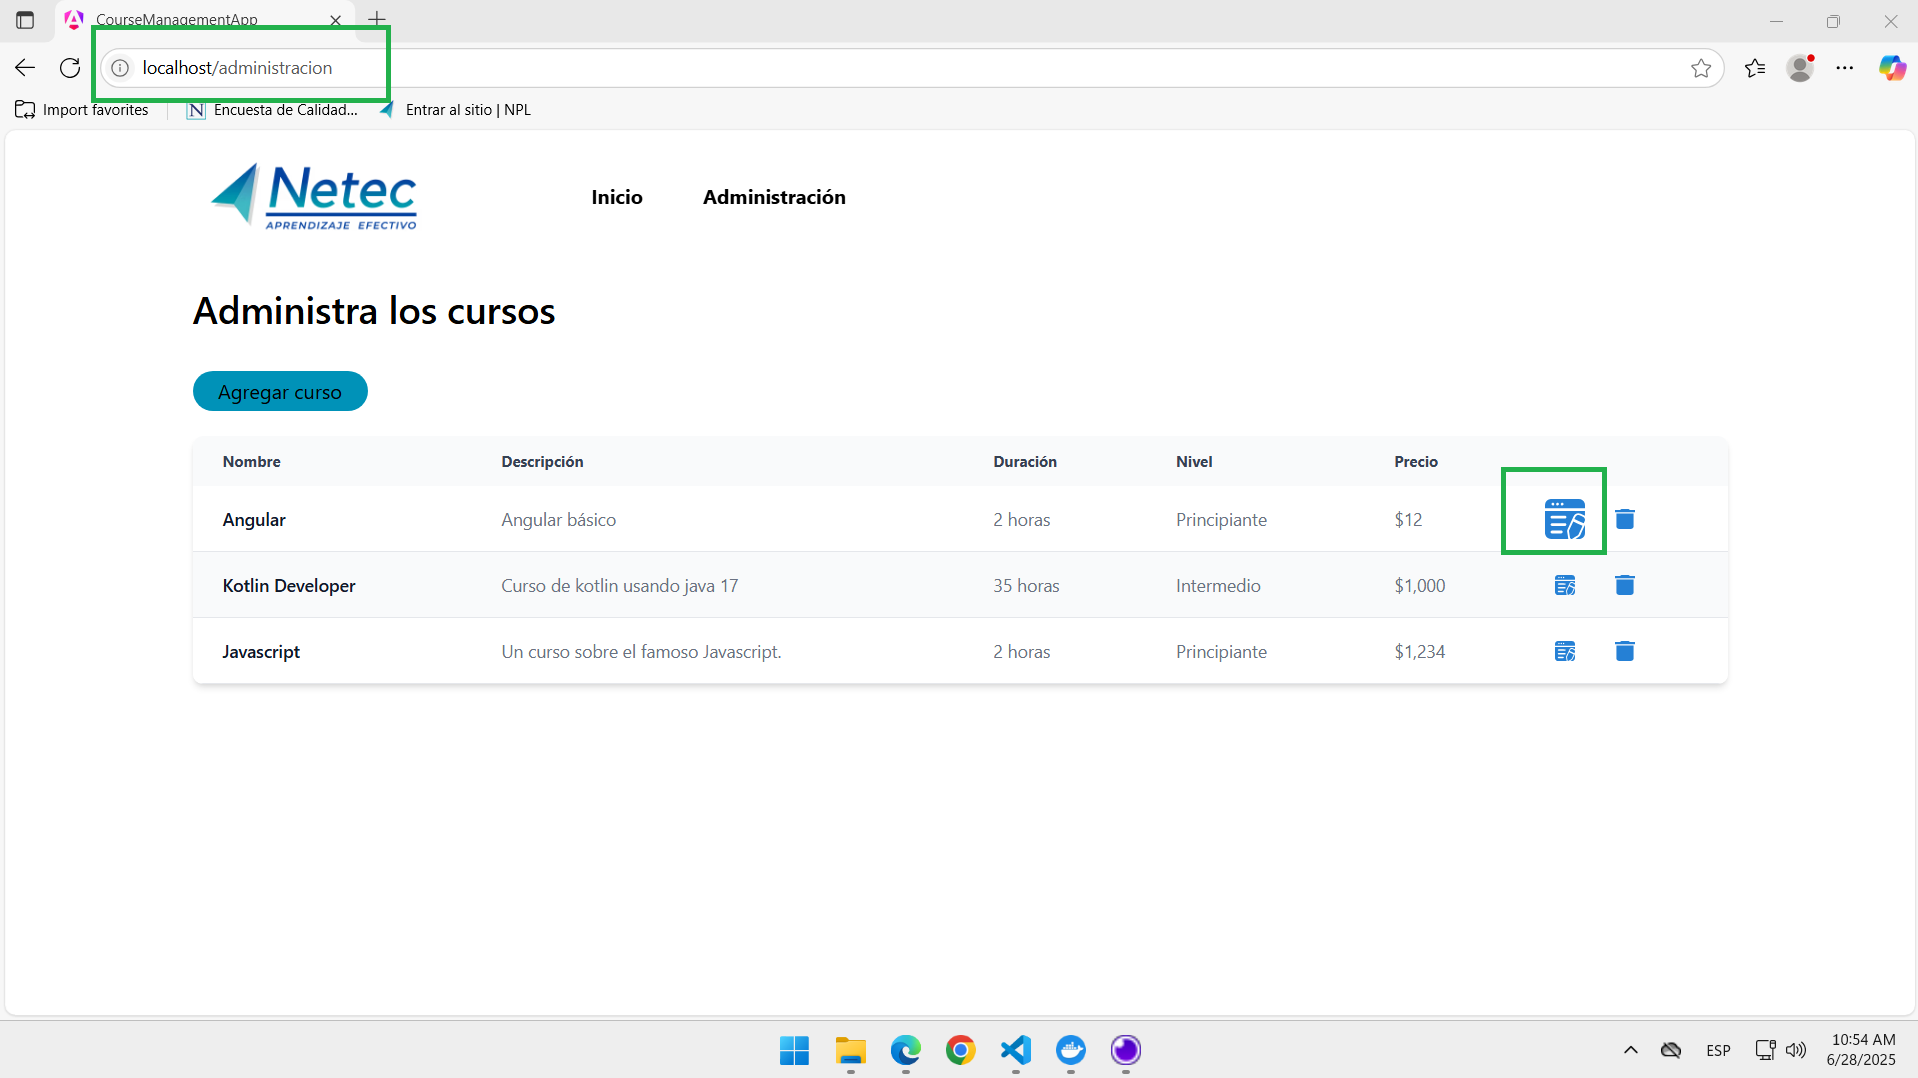 CourseManagementApp
localhost/administracion
Import favorites
Encuesta de Calidad...
Entrar al sitio | NPL
Netec
APRENDIZAJE EFECTIVO
Inicio
Administración
Administra los cursos
Agregar curso
Nombre Descripción Duración Nivel Precio
Angular Angular básico 2 horas Principiante $12
Kotlin Developer Curso de kotlin usando java 17 35 horas Intermedio $1,000
Javascript Un curso sobre el famoso Javascript. 2 horas Principiante $1,234
ESP
10:54 AM
6/28/2025